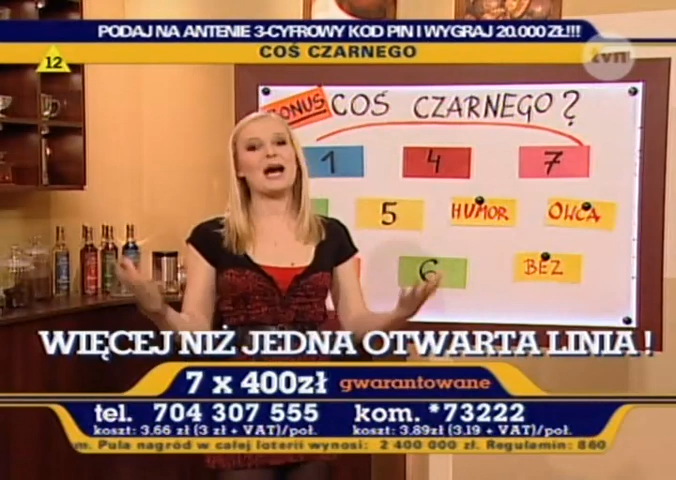 PODAJ NA ANTENIE 3-CYFROWY KOD PIN I WYGRAJ 20.000 ZŁ!!!
12
COŚ CZARNEGO
tvn
BONUS
COŚ CZARNEGO?
1 4 7
5 HUMOR OWCA
6 BEZ
WIĘCEJ NIŻ JEDNA OTWARTA LINIA!
7 x 400zł gwarantowane
tel. 704 307 555 kom. *73222
koszt: 3.66 zł (3 zł + VAT)/poł. koszt: 3.89zł (3.19 + VAT)/poł.
m. Pula nagród w całej loterii wynosi: 2 400 000 zł. Regulamin: 860